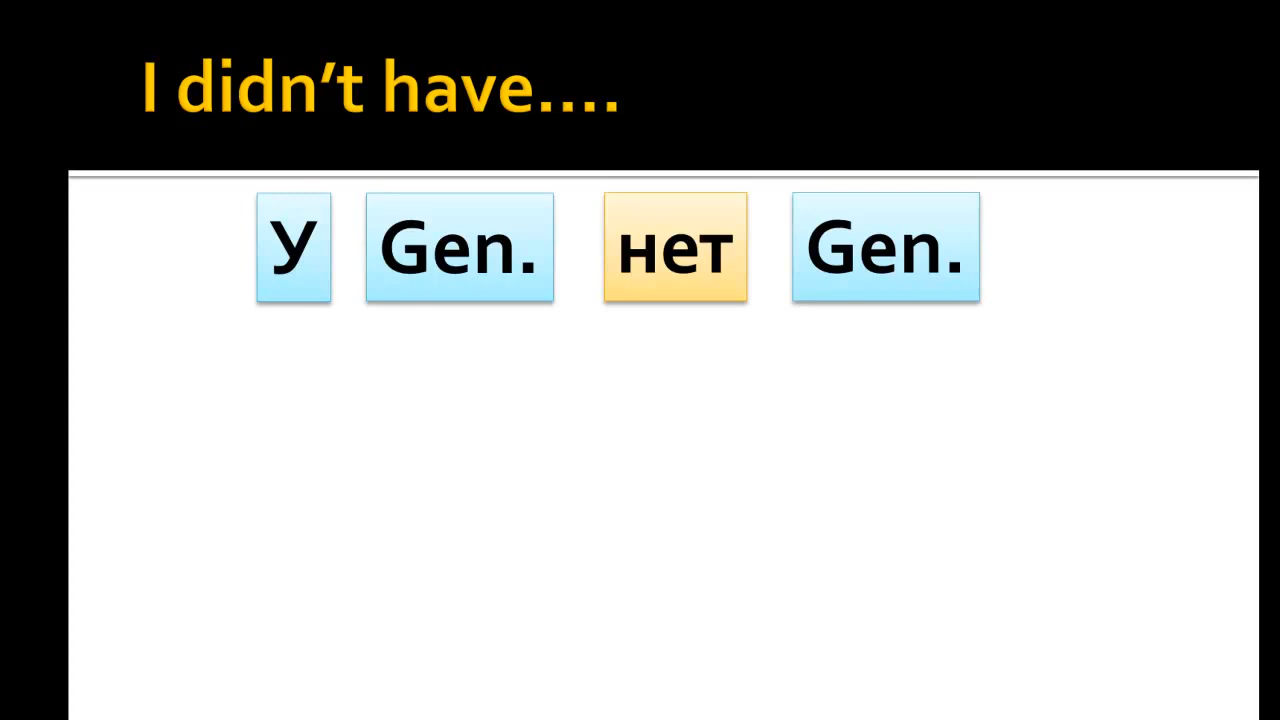 I didn’t have....
У Gen. нет Gen.